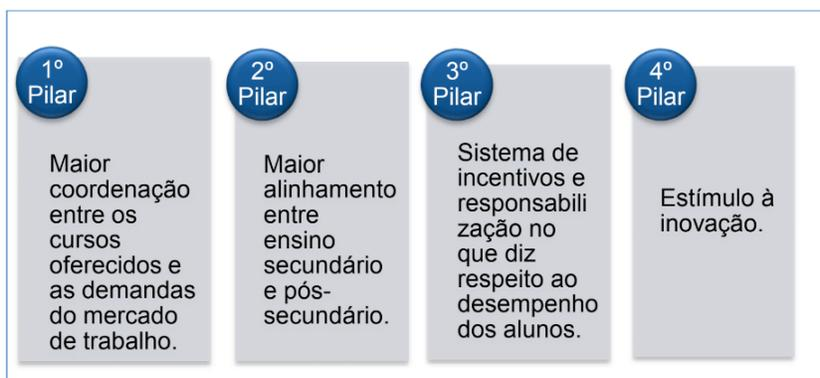 1º
Pilar
Maior
coordenação
entre os
cursos
oferecidos e
as demandas
do mercado
de trabalho.
2º
Pilar
Maior
alinhamento
entre
ensino
secundário
e pós-
secundário.
3º
Pilar
Sistema de
incentivos e
responsabili
zação no
que diz
respeito ao
desempenho
dos alunos.
4º
Pilar
Estímulo à
inovação.